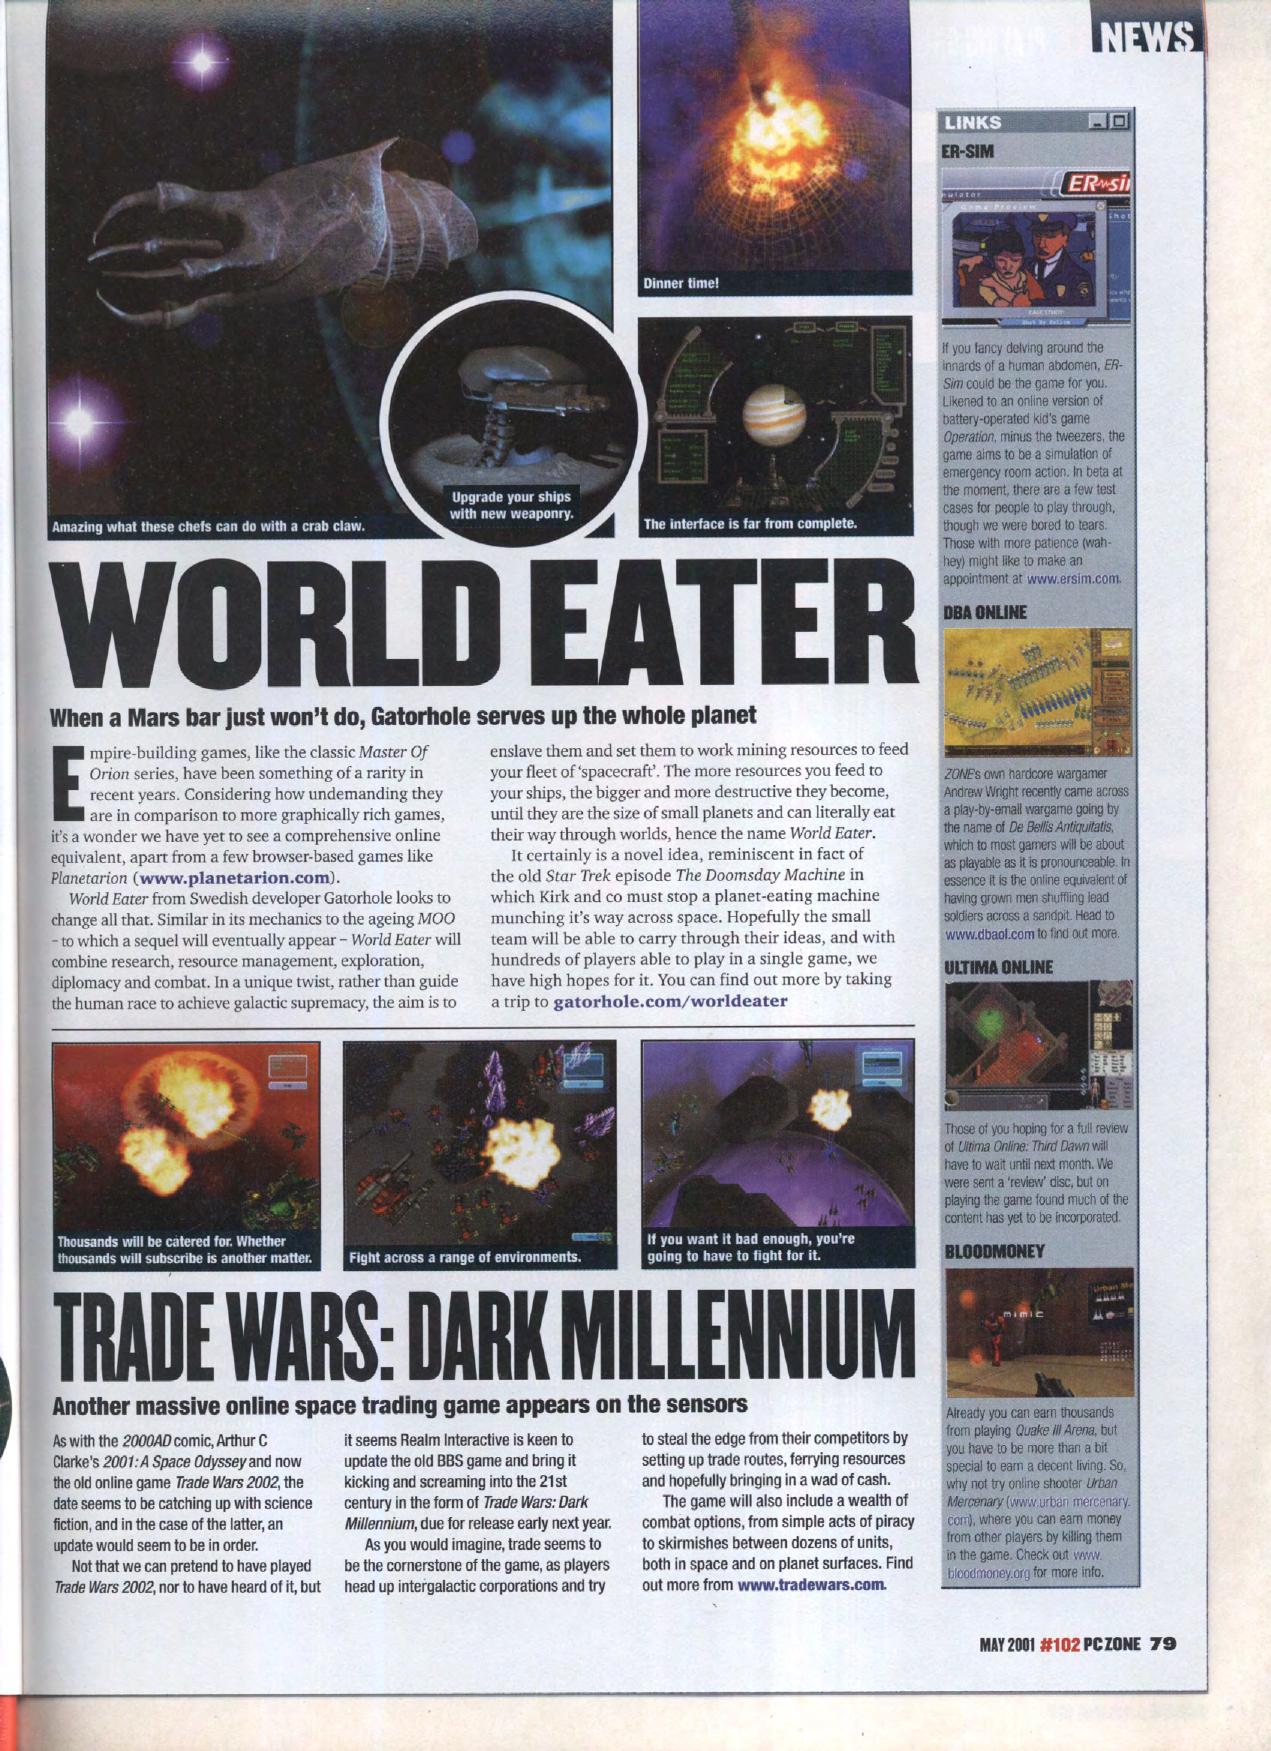 NEWS
Dinner time!
Upgrade your ships
with new weaponry.
Amazing what these chefs can do with a crab claw.
The interface is far from complete.
WORLD EATER
When a Mars bar just won't do, Gatorhole serves up the whole planet
Empire-building games, like the classic Master Of
Orion series, have been something of a rarity in
recent years. Considering how undemanding they
are in comparison to more graphically rich games,
it's a wonder we have yet to see a comprehensive online
equivalent, apart from a few browser-based games like
Planetarion (www.planetarion.com).
World Eater from Swedish developer Gatorhole looks to
change all that. Similar in its mechanics to the ageing MOO
– to which a sequel will eventually appear – World Eater will
combine research, resource management, exploration,
diplomacy and combat. In a unique twist, rather than guide
the human race to achieve galactic supremacy, the aim is to
enslave them and set them to work mining resources to feed
your fleet of 'spacecraft'. The more resources you feed to
your ships, the bigger and more destructive they become,
until they are the size of small planets and can literally eat
their way through worlds, hence the name World Eater.
It certainly is a novel idea, reminiscent in fact of
the old Star Trek episode The Doomsday Machine in
which Kirk and co must stop a planet-eating machine
munching it's way across space. Hopefully the small
team will be able to carry through their ideas, and with
hundreds of players able to play in a single game, we
have high hopes for it. You can find out more by taking
a trip to gatorhole.com/worldeater
Thousands will be catered for. Whether
thousands will subscribe is another matter.
Fight across a range of environments.
If you want it bad enough, you're
going to have to fight for it.
TRADE WARS: DARK MILLENNIUM
Another massive online space trading game appears on the sensors
As with the 2000AD comic, Arthur C
Clarke's 2001: A Space Odyssey and now
the old online game Trade Wars 2002, the
date seems to be catching up with science
fiction, and in the case of the latter, an
update would seem to be in order.
Not that we can pretend to have played
Trade Wars 2002, nor to have heard of it, but
it seems Realm Interactive is keen to
update the old BBS game and bring it
kicking and screaming into the 21st
century in the form of Trade Wars: Dark
Millennium, due for release early next year.
As you would imagine, trade seems to
be the cornerstone of the game, as players
head up intergalactic corporations and try
to steal the edge from their competitors by
setting up trade routes, ferrying resources
and hopefully bringing in a wad of cash.
The game will also include a wealth of
combat options, from simple acts of piracy
to skirmishes between dozens of units,
both in space and on planet surfaces. Find
out more from www.tradewars.com.
LINKS
ER-SIM
ulator
ER sim
Game Preview
If you fancy delving around the
innards of a human abdomen, ER-
Sim could be the game for you.
Likened to an online version of
battery-operated kid's game
Operation, minus the tweezers, the
game aims to be a simulation of
emergency room action. In beta at
the moment, there are a few test
cases for people to play through,
though we were bored to tears.
Those with more patience (wah-
hey) might like to make an
appointment at www.ersim.com.
DBA ONLINE
ZONE's own hardcore wargamer
Andrew Wright recently came across
a play-by-email wargame going by
the name of De Bellis Antiquitatis,
which to most gamers will be about
as playable as it is pronounceable. In
essence it is the online equivalent of
having grown men shuffling lead
soldiers across a sandpit. Head to
www.dbaol.com to find out more.
ULTIMA ONLINE
Those of you hoping for a full review
of Ultima Online: Third Dawn will
have to wait until next month. We
were sent a 'review' disc, but on
playing the game found much of the
content has yet to be incorporated.
BLOODMONEY
Urban Me
mimic
Already you can earn thousands
from playing Quake III Arena, but
you have to be more than a bit
special to earn a decent living. So,
why not try online shooter Urban
Mercenary (www.urban mercenary.
com), where you can earn money
from other players by killing them
in the game. Check out www.
bloodmoney.org for more info.
MAY 2001 #102 PC ZONE 79